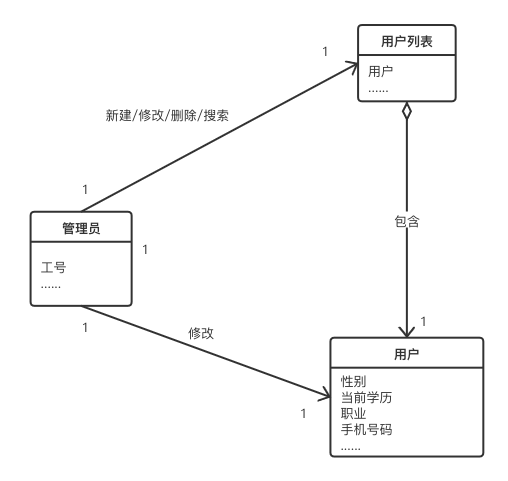 用户列表
1
用户
......
新建/修改/删除/搜索
1
管理员
包含
1
工号
......
1
1
修改
用户
性别
1
当前学历
职业
手机号码
......